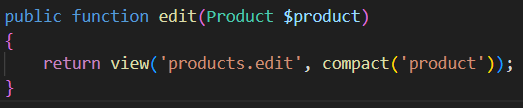 public function edit(Product $product)
{
    return view('products.edit', compact('product'));
}